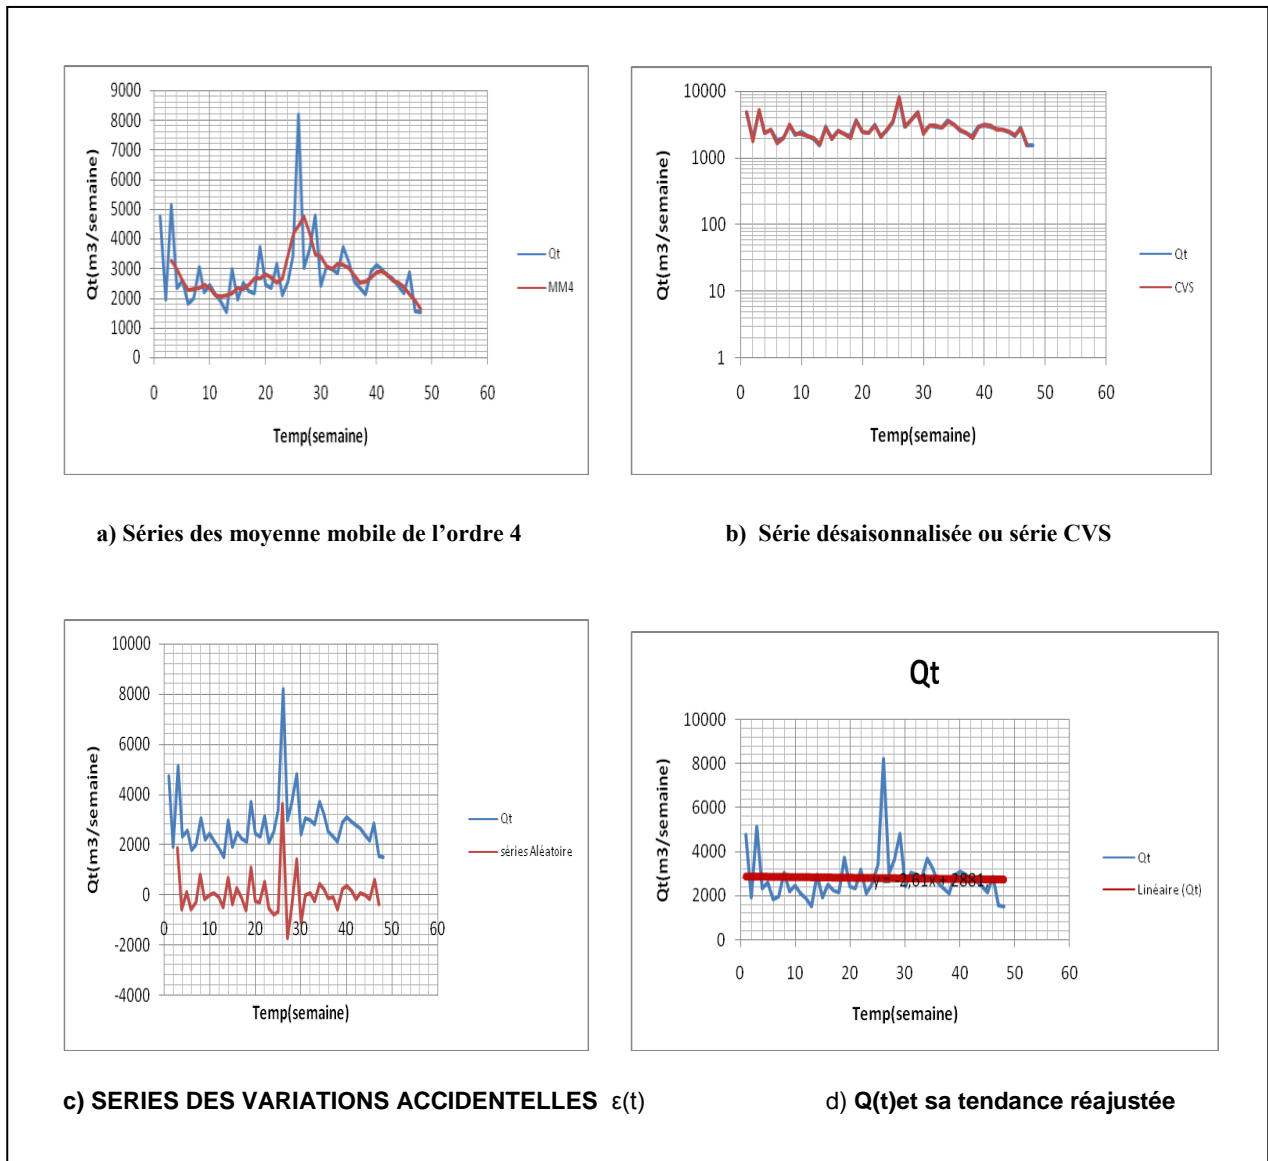 9000
8000
7000
6000
5000
4000
3000
2000
1000
0
Qt(m3/semaine)
0 10 20 30 40 50 60
Temp(semaine)
Qt
MM4
10000
1000
100
10
1
Qt(m3/semaine)
0 10 20 30 40 50 60
Temp(semaine)
Qt
CVS
a) Séries des moyenne mobile de l’ordre 4
b) Série désaisonnalisée ou série CVS
10000
8000
6000
4000
2000
0
-2000
-4000
Qt(m3/semaine)
0 10 20 30 40 50 60
Temp(semaine)
Qt
séries Aléatoire
Qt
10000
8000
6000
4000
2000
0
Qt(m3/semaine)
y = -2,61x + 2881
0 10 20 30 40 50 60
Temp(semaine)
Qt
Linéaire (Qt)
c) SERIES DES VARIATIONS ACCIDENTELLES ε(t)
d) Q(t)et sa tendance réajustée